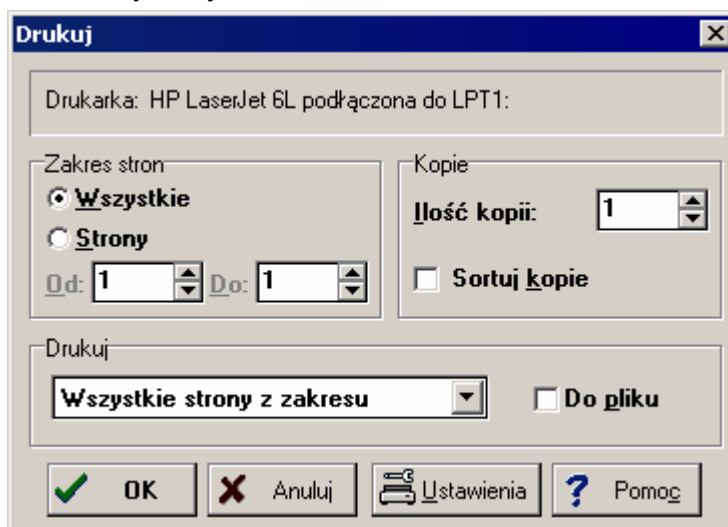 Drukuj
Drukarka: HP LaserJet 6L podłączona do LPT1:
Zakres stron
Wszystkie
Strony
Od: 1 Do: 1
Kopie
Ilość kopii: 1
Sortuj kopie
Drukuj
Wszystkie strony z zakresu
Do pliku
OK Anuluj Ustawienia Pomoc